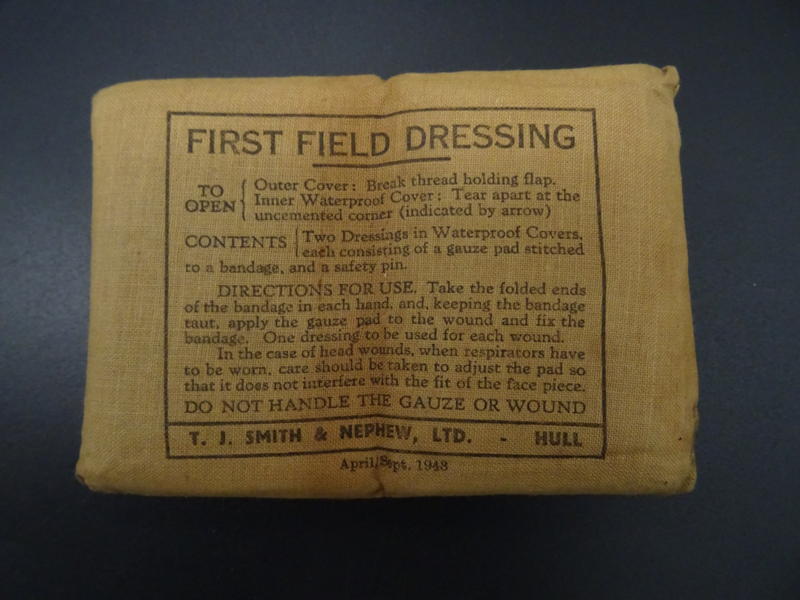 FIRST FIELD DRESSING
TO OPEN { Outer Cover: Break thread holding flap.
Inner Waterproof Cover: Tear apart at the
uncemented corner (indicated by arrow)
CONTENTS { Two Dressings in Waterproof Covers,
each consisting of a gauze pad stitched
to a bandage, and a safety pin.
DIRECTIONS FOR USE. Take the folded ends
of the bandage in each hand, and, keeping the bandage
taut, apply the gauze pad to the wound and fix the
bandage. One dressing to be used for each wound.
In the case of head wounds, when respirators have
to be worn, care should be taken to adjust the pad so
that it does not interfere with the fit of the face piece.
DO NOT HANDLE THE GAUZE OR WOUND
T. J. SMITH & NEPHEW, LTD. - HULL
April/Sept. 1943